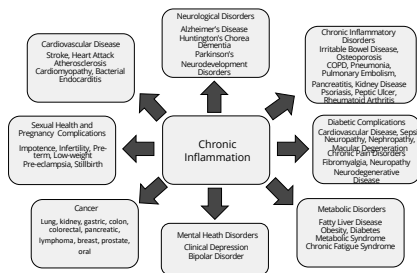 Neurological Disorders
Alzheimer's Disease
Huntington's Chorea
Dementia
Parkinson's
Neurodevelopment
Disorders
Cardiovascular Disease
Stroke, Heart Attack
Atherosclerosis
Cardiomyopathy, Bacterial
Endocarditis
Chronic Inflammatory
Disorders
Irritable Bowel Disease,
Osteoporosis
COPD, Pneumonia,
Pulmonary Embolism,
Pancreatitis, Kidney Disease
Psoriasis, Peptic Ulcer,
Rheumatoid Arthritis
Sexual Health and
Pregnancy Complications
Impotence, Infertility, Pre-
term, Low-weight
Pre-eclampsia, Stillbirth
Chronic
Inflammation
Diabetic Complications
Cardiovascular Disease, Sepsi
Neuropathy, Nephropathy,
Macular Degeneration
Chronic Pain Disorders
Fibromyalgia, Neuropathy
Neurodegenerative
Disease
Cancer
Lung, kidney, gastric, colon,
colorectal, pancreatic,
lymphoma, breast, prostate,
oral
Mental Heath Disorders
Clinical Depression
Bipolar Disorder
Metabolic Disorders
Fatty Liver Disease
Obesity, Diabetes
Metabolic Syndrome
Chronic Fatigue Syndrome